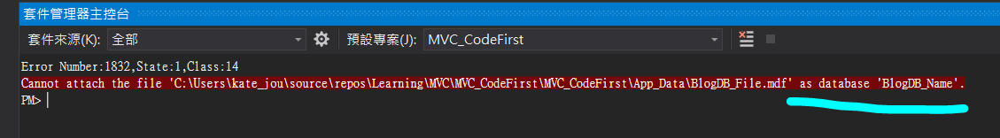 套件管理器主控台
套件來源(K): 全部 預設專案(J): MVC_CodeFirst
Error Number:1832,State:1,Class:14
Cannot attach the file 'C:\Users\kate_jou\source\repos\Learning\MVC\MVC_CodeFirst\MVC_CodeFirst\App_Data\BlogDB_File.mdf' as database 'BlogDB_Name'.
PM>